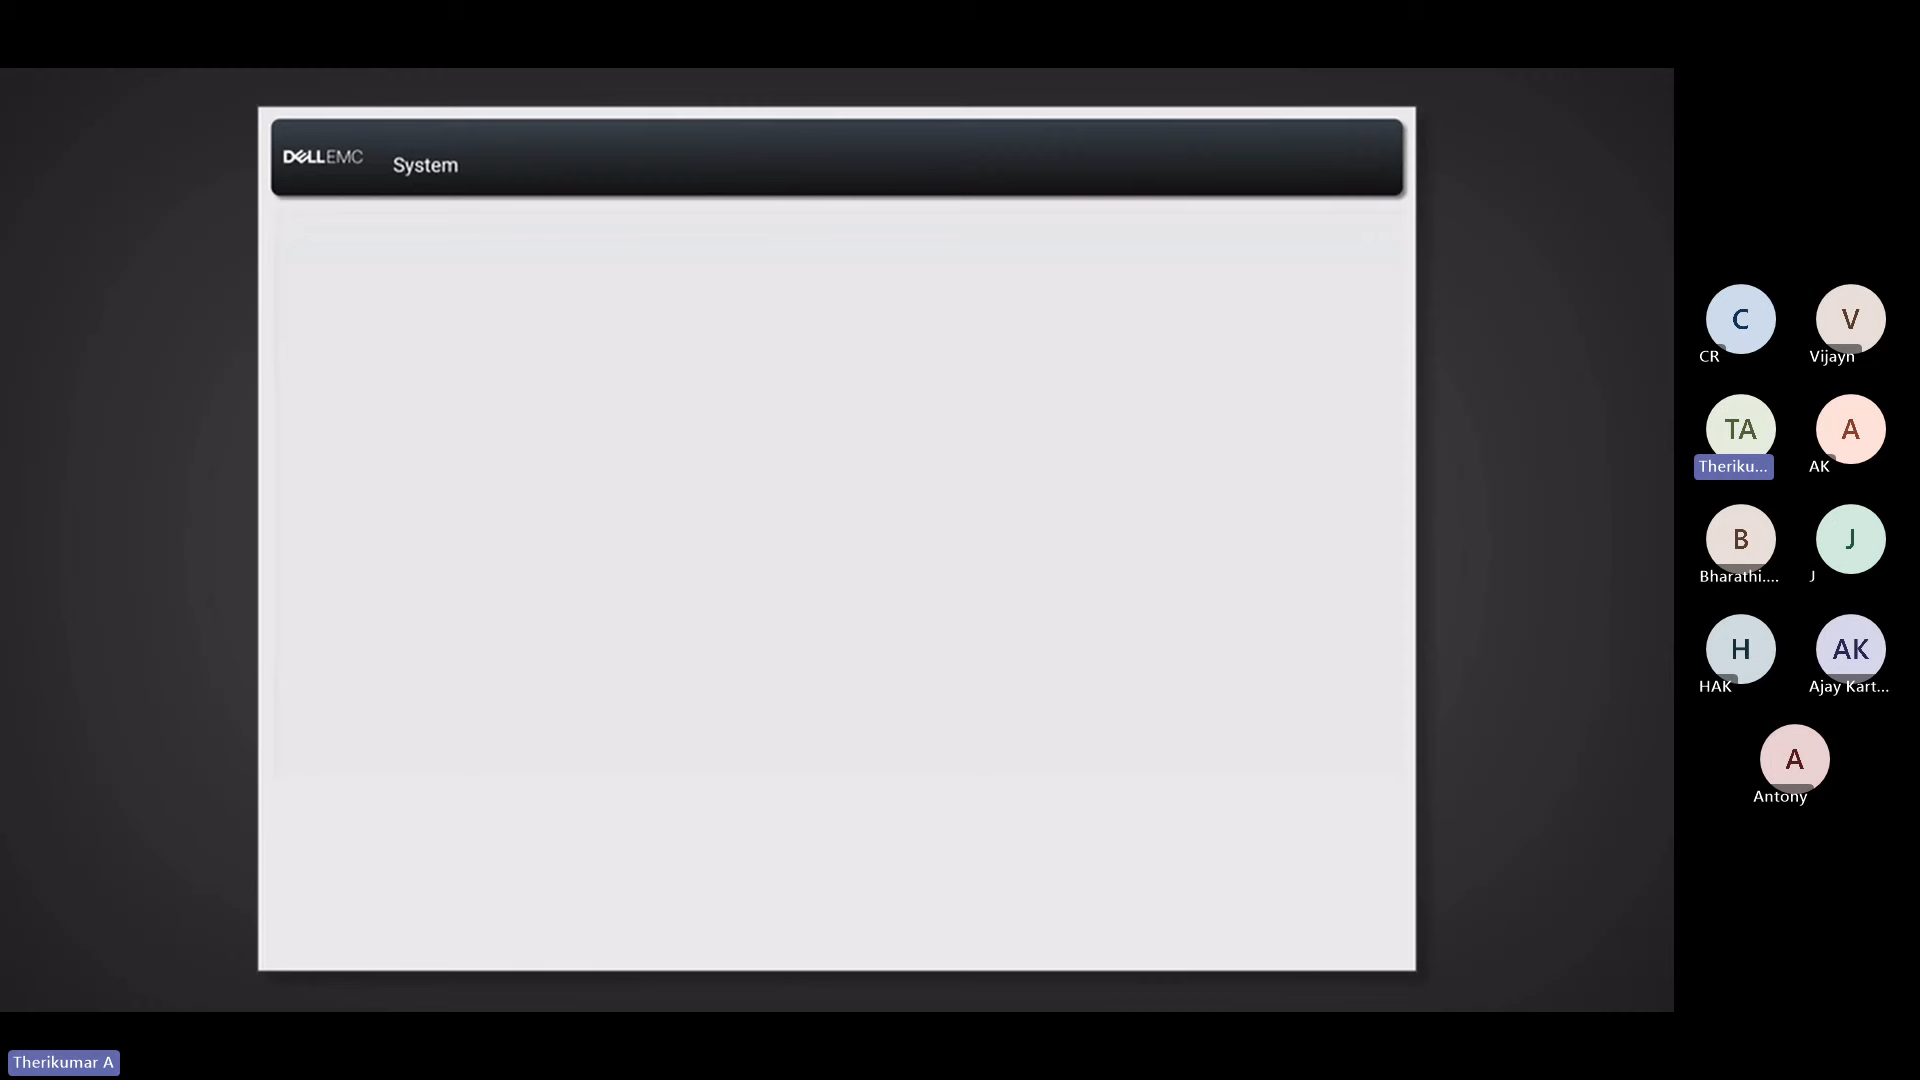 DELLEMC System
C V
CR Vijayn
TA A
Theriku... AK
B J
Bharathi.... J
H AK
HAK Ajay Kart...
A
Antony
Therikumar A